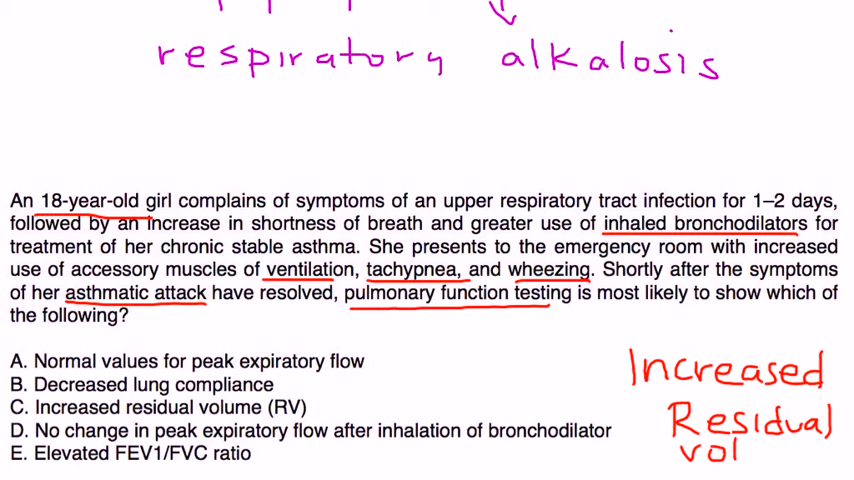 respiratory alkalosis
An 18-year-old girl complains of symptoms of an upper respiratory tract infection for 1–2 days,
followed by an increase in shortness of breath and greater use of inhaled bronchodilators for
treatment of her chronic stable asthma. She presents to the emergency room with increased
use of accessory muscles of ventilation, tachypnea, and wheezing. Shortly after the symptoms
of her asthmatic attack have resolved, pulmonary function testing is most likely to show which of
the following?
A. Normal values for peak expiratory flow
B. Decreased lung compliance
C. Increased residual volume (RV)
D. No change in peak expiratory flow after inhalation of bronchodilator
E. Elevated FEV1/FVC ratio
Increased
Residual
vol